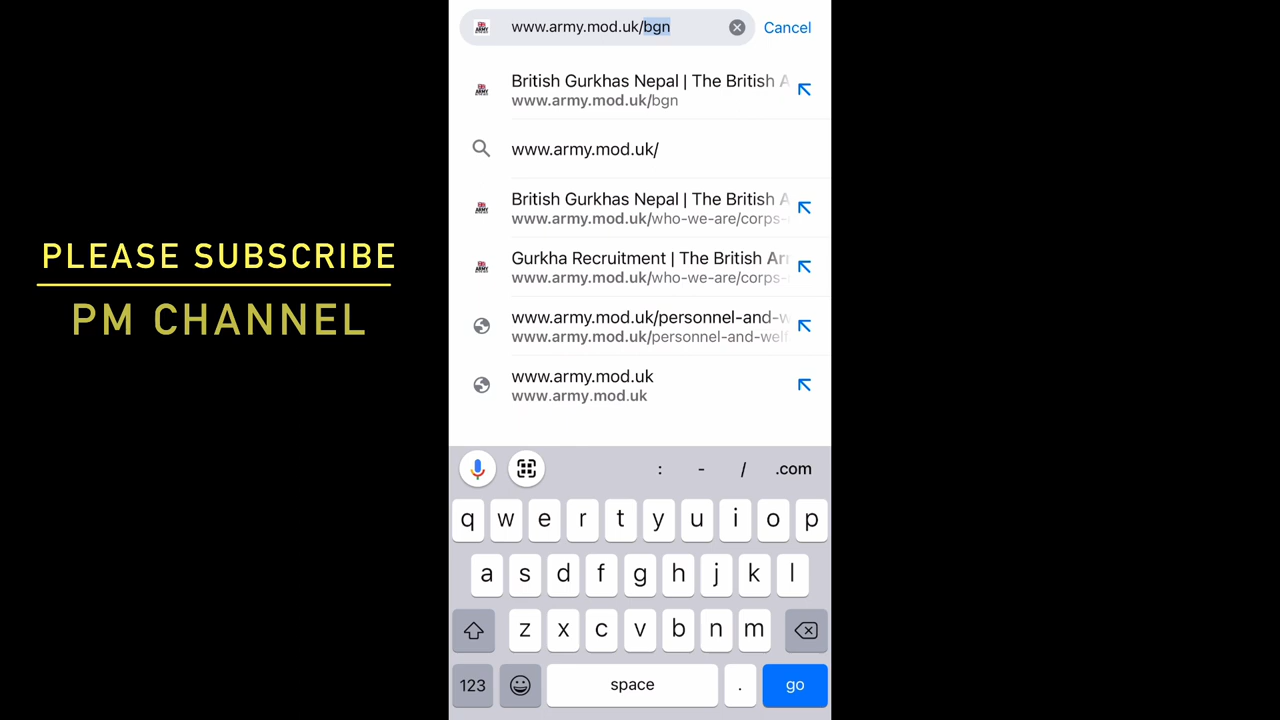 PLEASE SUBSCRIBE
PM CHANNEL
www.army.mod.uk/bgn
Cancel
British Gurkhas Nepal | The British A
www.army.mod.uk/bgn
www.army.mod.uk/
British Gurkhas Nepal | The British A
www.army.mod.uk/who-we-are/corps-
Gurkha Recruitment | The British Ar
www.army.mod.uk/who-we-are/corps-
www.army.mod.uk/personnel-and-w
www.army.mod.uk/personnel-and-welf
www.army.mod.uk
www.army.mod.uk
: - / .com
q w e r t y u i o p
a s d f g h j k l
z x c v b n m
123 space . go